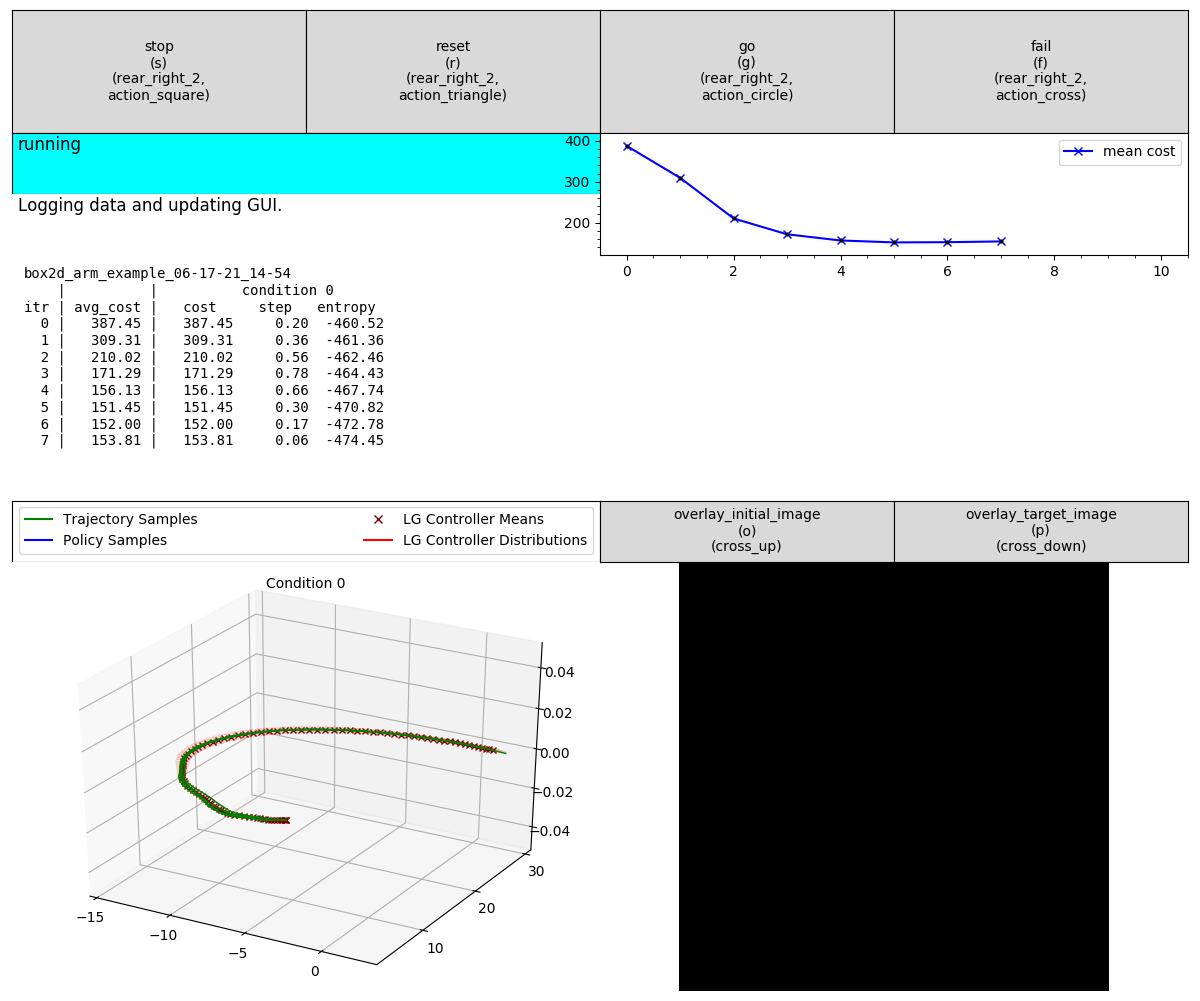 stop
(s)
(rear_right_2,
action_square)
reset
(r)
(rear_right_2,
action_triangle)
go
(g)
(rear_right_2,
action_circle)
fail
(f)
(rear_right_2,
action_cross)
running
400
300
200
mean cost
0 2 4 6 8 10
Logging data and updating GUI.
box2d_arm_example_06-17-21_14-54
| | condition 0
itr | avg_cost | cost step entropy
0 | 387.45 | 387.45 0.20 -460.52
1 | 309.31 | 309.31 0.36 -461.36
2 | 210.02 | 210.02 0.56 -462.46
3 | 171.29 | 171.29 0.78 -464.43
4 | 156.13 | 156.13 0.66 -467.74
5 | 151.45 | 151.45 0.30 -470.82
6 | 152.00 | 152.00 0.17 -472.78
7 | 153.81 | 153.81 0.06 -474.45
Trajectory Samples
Policy Samples
LG Controller Means
LG Controller Distributions
overlay_initial_image
(o)
(cross_up)
overlay_target_image
(p)
(cross_down)
Condition 0
0.04
0.02
0.00
−0.02
−0.04
30
20
10
−15
−10
−5
0